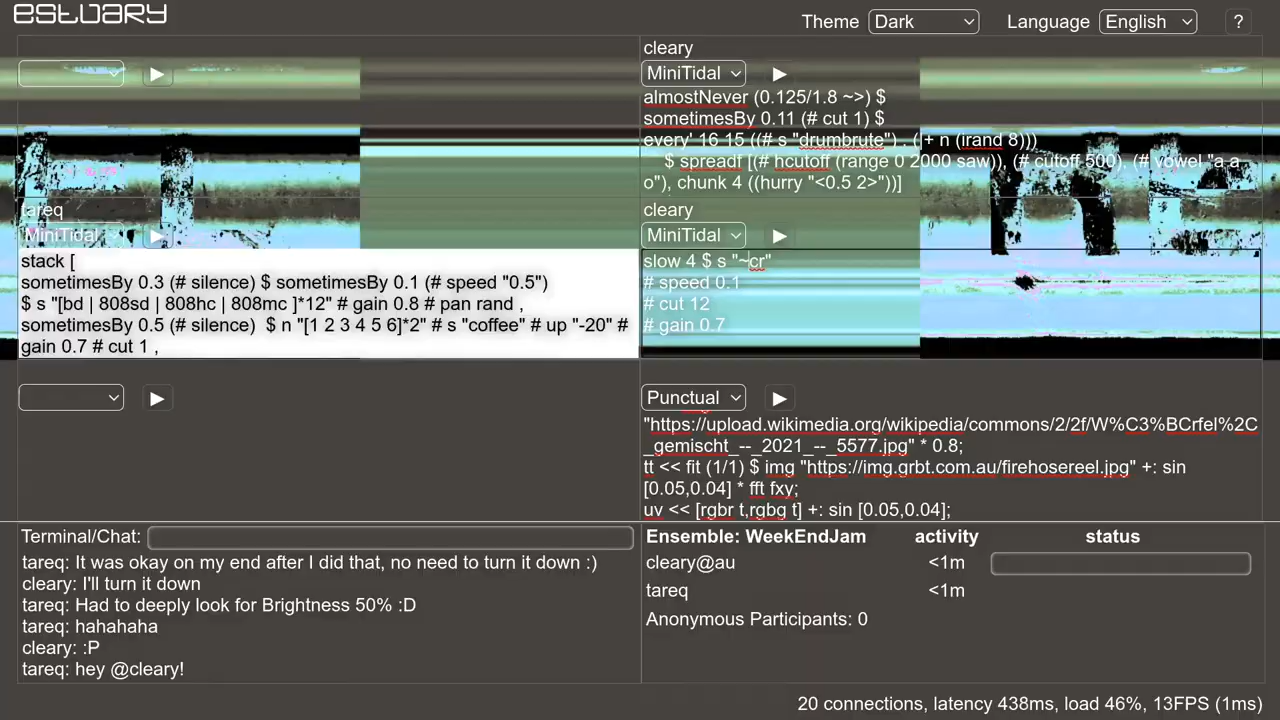 estuary
Theme Dark Language English ?
cleary
MiniTidal
almostNever (0.125/1.8 ~>) $
sometimesBy 0.11 (# cut 1) $
every' 16 15 ((# s "drumbrute") . ( + n (irand 8)))
$ spreadf [(# hcutoff (range 0 2000 saw)), (# cutoff 500), (# vowel "a a
o"), chunk 4 ((hurry "<0.5 2>"))]
tareq
MiniTidal
stack [
sometimesBy 0.3 (# silence) $ sometimesBy 0.1 (# speed "0.5")
$ s "[bd | 808sd | 808hc | 808mc ]*12" # gain 0.8 # pan rand ,
sometimesBy 0.5 (# silence)  $ n "[1 2 3 4 5 6]*2" # s "coffee" # up "-20" #
gain 0.7 # cut 1 ,
cleary
MiniTidal
slow 4 $ s "~cr"
# speed 0.1
# cut 12
# gain 0.7
Punctual
"https://upload.wikimedia.org/wikipedia/commons/2/2f/W%C3%BCrfel%2C
_gemischt_--_2021_--_5577.jpg" * 0.8;
tt << fit (1/1) $ img "https://img.grbt.com.au/firehosereel.jpg" +: sin
[0.05,0.04] * fft fxy;
uv << [rgbr t,rgbg t] +: sin [0.05,0.04];
Terminal/Chat:
tareq: It was okay on my end after I did that, no need to turn it down :)
cleary: I'll turn it down
tareq: Had to deeply look for Brightness 50% :D
tareq: hahahaha
cleary: :P
tareq: hey @cleary!
Ensemble: WeekEndJam activity status
cleary@au <1m
tareq <1m
Anonymous Participants: 0
20 connections, latency 438ms, load 46%, 13FPS (1ms)